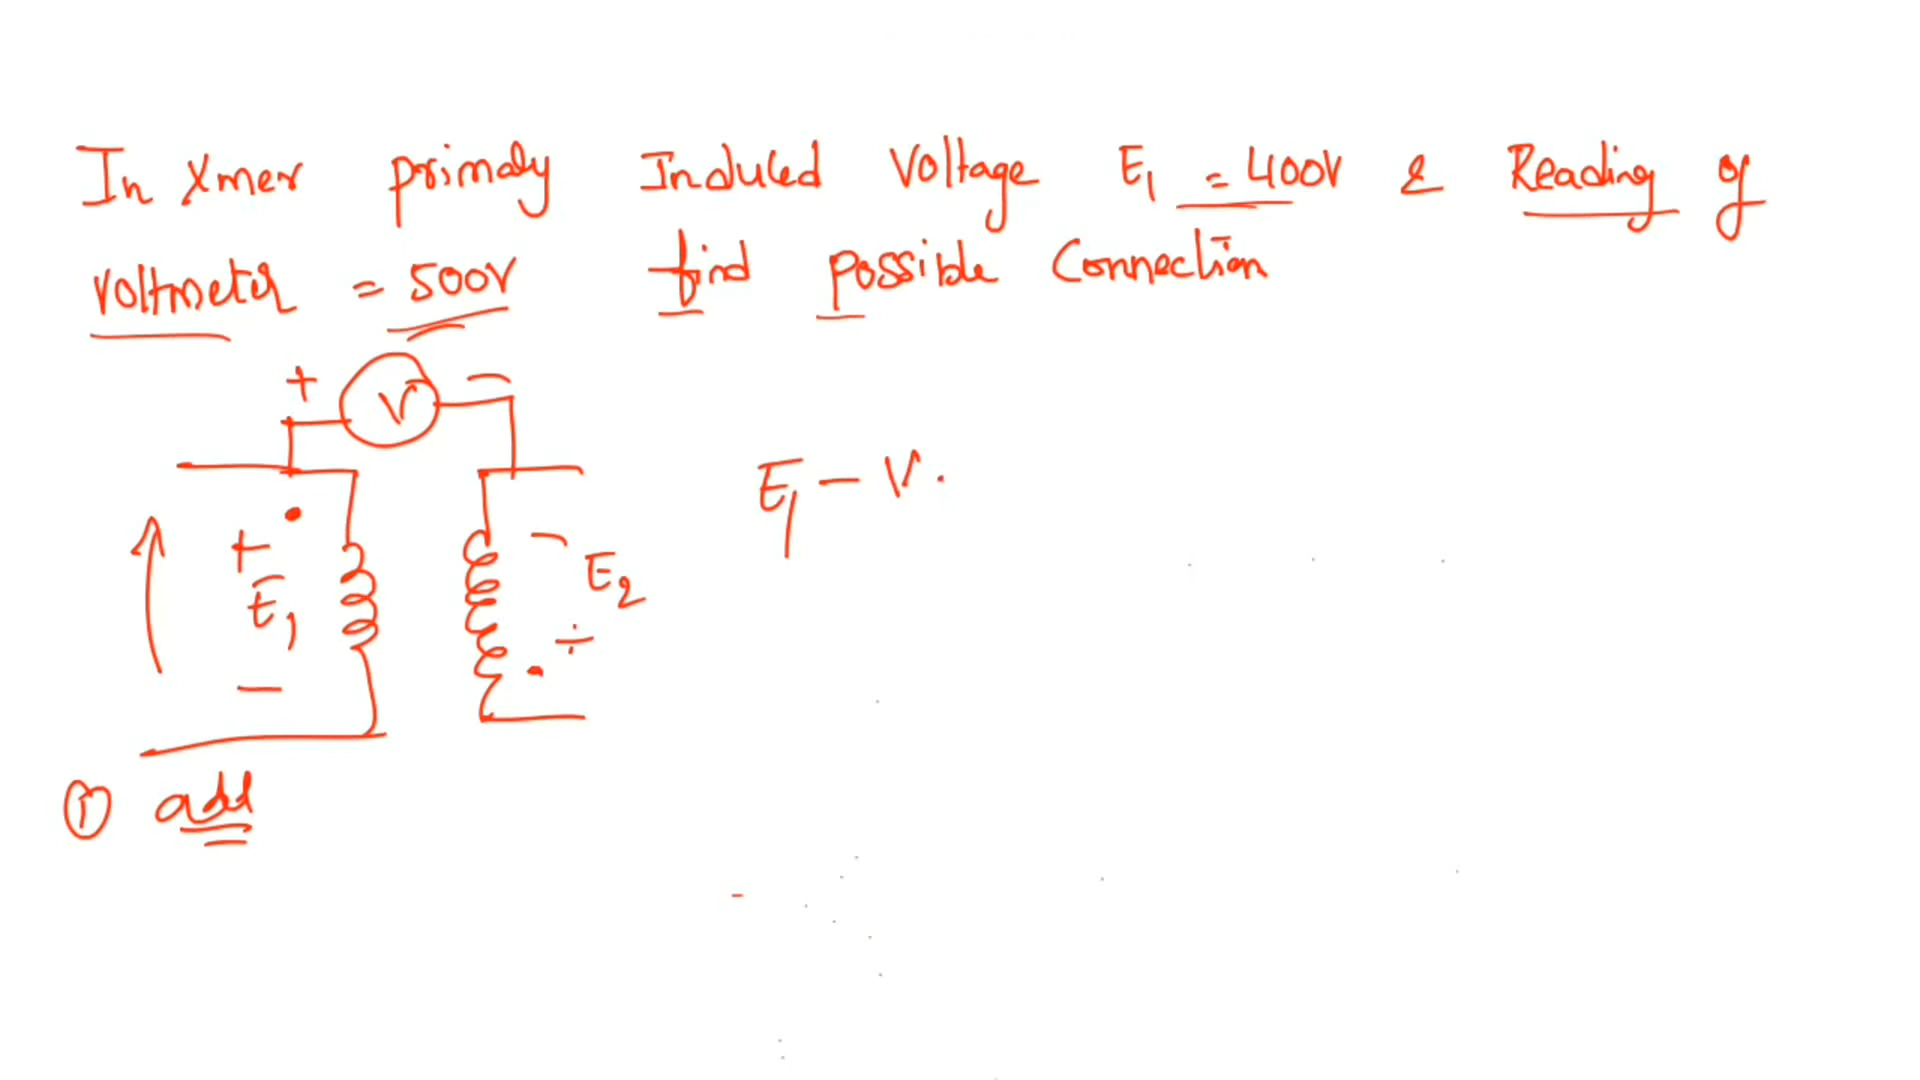 In Xmer primary Induced Voltage E1 = 400V & Reading of
voltmeter = 500V find possible Connection
+ V −
E1 − V.
+ E1 −
− E2 +
① add